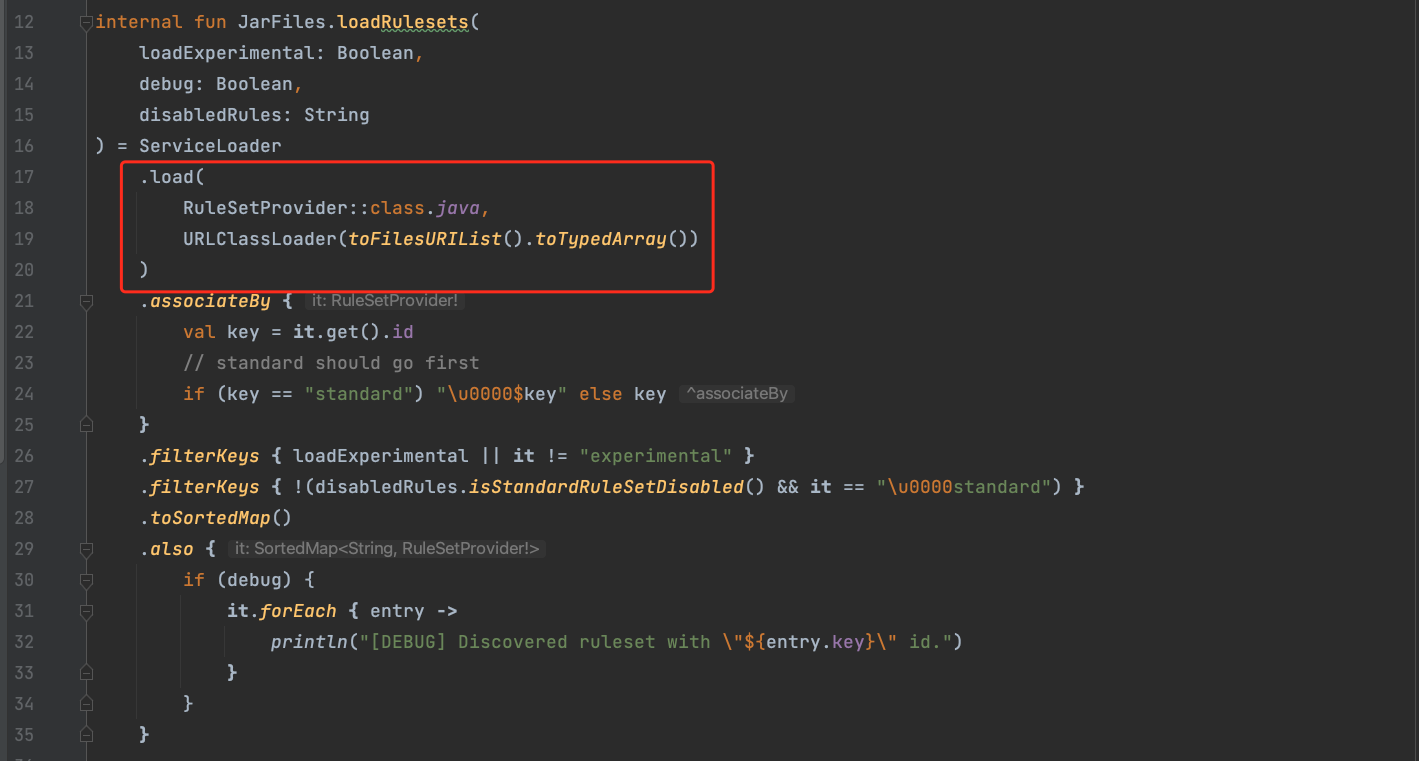 12 internal fun JarFiles.loadRulesets(
13 loadExperimental: Boolean,
14 debug: Boolean,
15 disabledRules: String
16 ) = ServiceLoader
17 .load(
18 RuleSetProvider::class.java,
19 URLClassLoader(toFilesURIList().toTypedArray())
20 )
21 .associateBy { it: RuleSetProvider!
22 val key = it.get().id
23 // standard should go first
24 if (key == "standard") "\u0000$key" else key ^associateBy
25 }
26 .filterKeys { loadExperimental || it != "experimental" }
27 .filterKeys { !(disabledRules.isStandardRuleSetDisabled() && it == "\u0000standard") }
28 .toSortedMap()
29 .also { it: SortedMap<String, RuleSetProvider!>
30 if (debug) {
31 it.forEach { entry ->
32 println("[DEBUG] Discovered ruleset with \"${entry.key}\" id.")
33 }
34 }
35 }